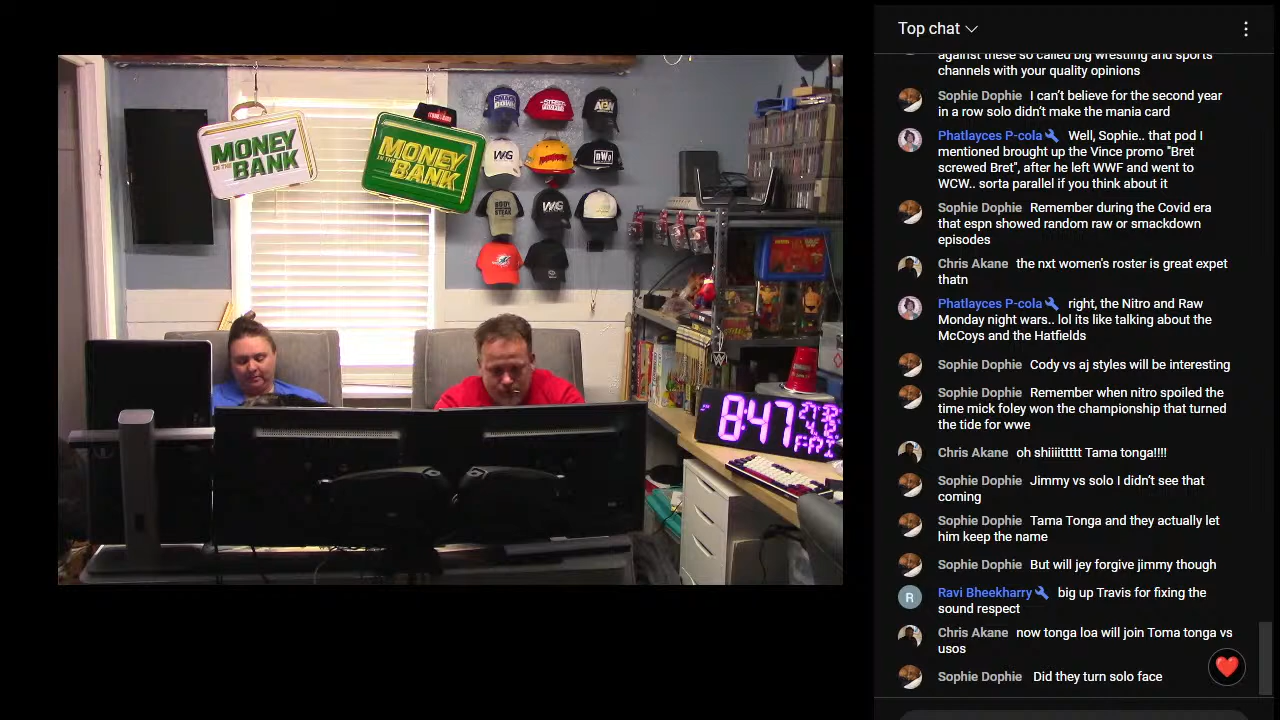 Top chat
against these so called big wrestling and sports
channels with your quality opinions
Sophie Dophie I can't believe for the second year
in a row solo didn't make the mania card
Phatlayces P-cola Well, Sophie.. that pod I
mentioned brought up the Vince promo "Bret
screwed Bret", after he left WWF and went to
WCW.. sorta parallel if you think about it
Sophie Dophie Remember during the Covid era
that espn showed random raw or smackdown
episodes
Chris Akane the nxt women's roster is great expet
thatn
Phatlayces P-cola right, the Nitro and Raw
Monday night wars.. lol its like talking about the
McCoys and the Hatfields
Sophie Dophie Cody vs aj styles will be interesting
Sophie Dophie Remember when nitro spoiled the
time mick foley won the championship that turned
the tide for wwe
Chris Akane oh shiiittttt Tama tonga!!!!
Sophie Dophie Jimmy vs solo I didn't see that
coming
Sophie Dophie Tama Tonga and they actually let
him keep the name
Sophie Dophie But will jey forgive jimmy though
R
Ravi Bheekharry big up Travis for fixing the
sound respect
Chris Akane now tonga loa will join Toma tonga vs
usos
Sophie Dophie Did they turn solo face
MONEY
IN THE BANK
MONEY
IN THE BANK
nWo
8:47
FRI